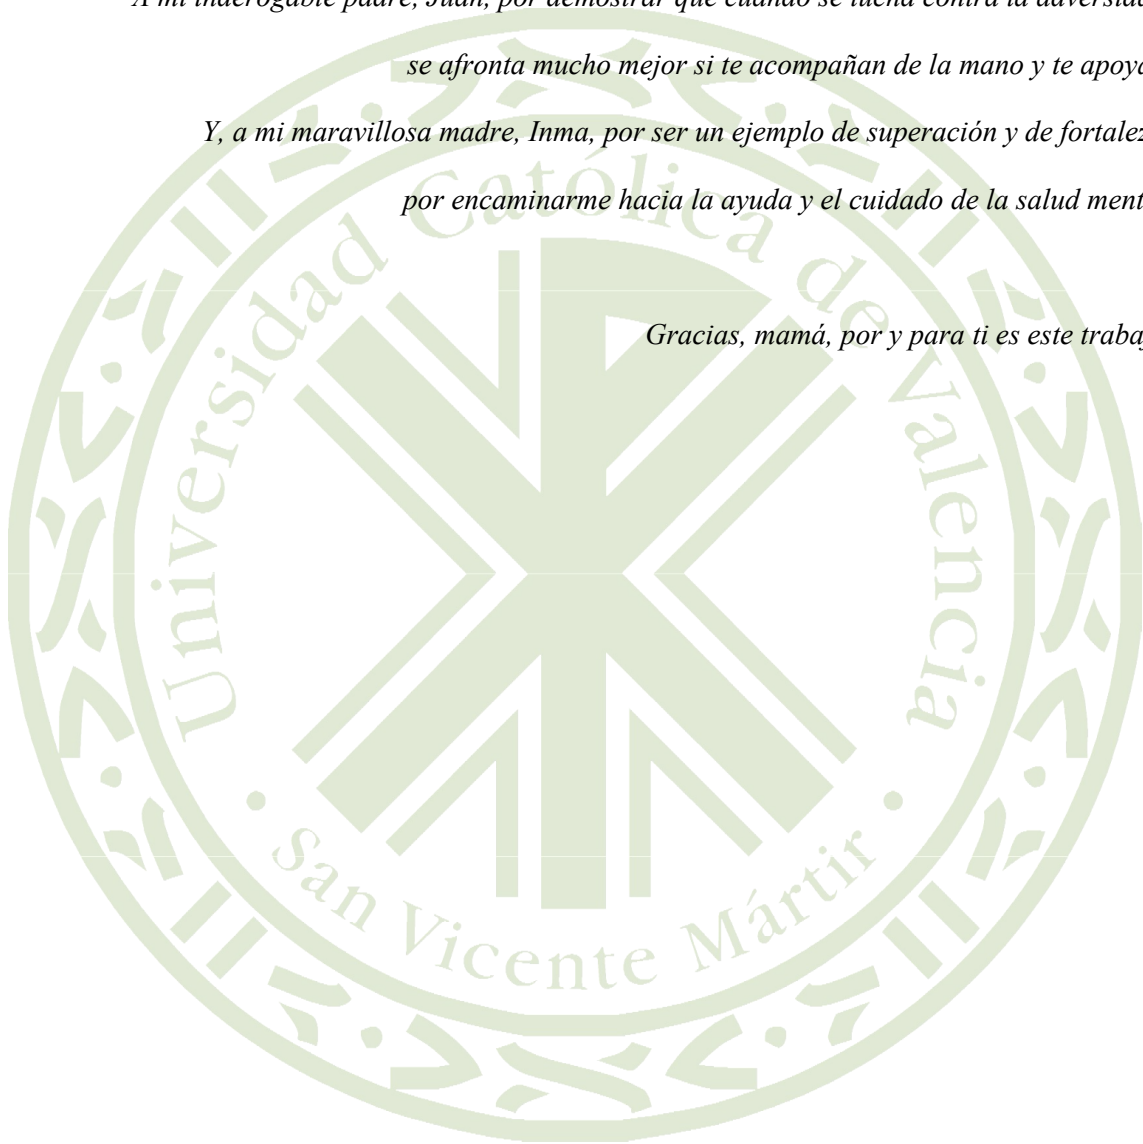 A mi inderogable padre, Juan, por demostrar que cuando se lucha contra la
se afronta mucho mejor si te acompañan de la mano y te
Y, a mi maravillosa madre, Inma, por ser un ejemplo de superación y de
por encaminarme hacia la ayuda y el cuidado de la salud
Gracias, mamá, por y para ti es este
Universidad Católica de Valencia
• San Vicente Mártir •